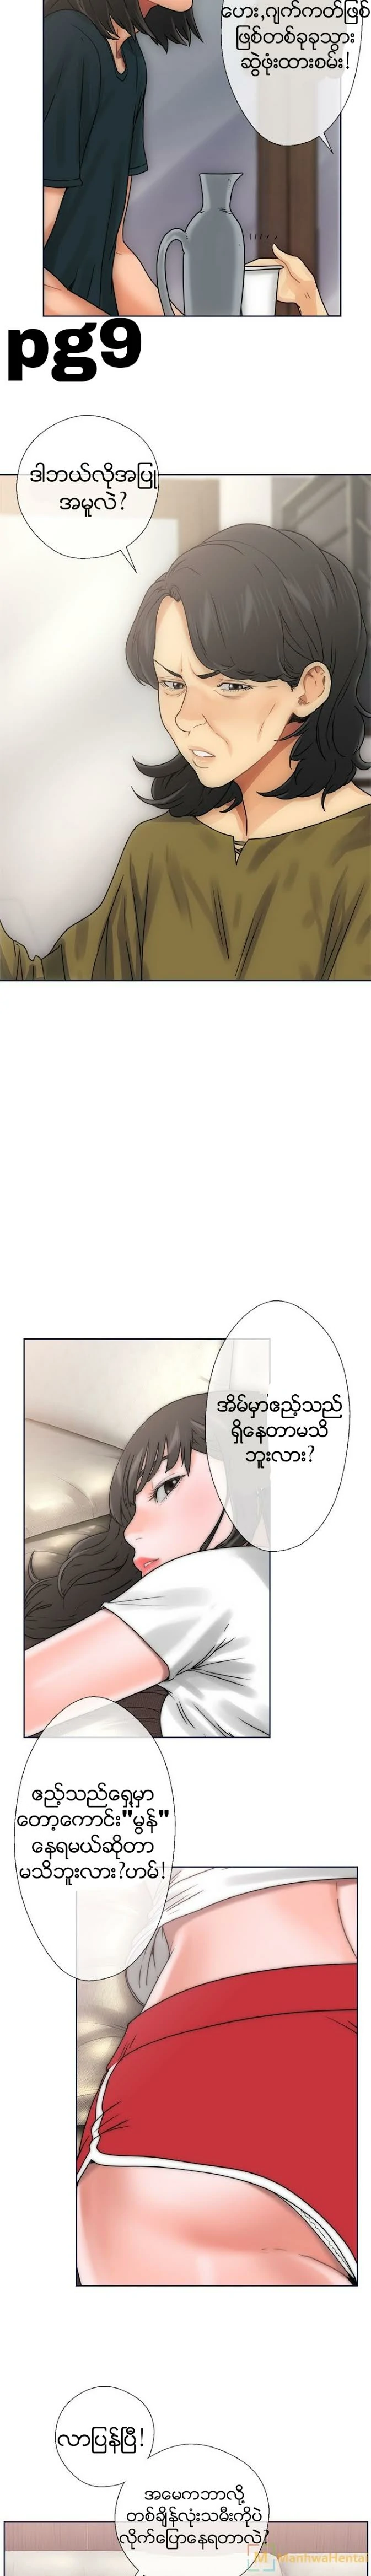 ဟေး,ဂျက်ကတ်ဖြစ်
ဖြစ်တစ်ခုခုသွား
ဆွဲဖုံးထားစမ်း!
pg9
ဒါဘယ်လိုအပြု
အမူလဲ?
အိမ်မှာဧည့်သည်
ရှိနေတာမသိ
ဘူးလား?
ဧည့်သည်ရှေ့မှာ
တော့ကောင်း"မွန်"
နေရမယ်ဆိုတာ
မသိဘူးလား?ဟမ်!
လာပြန်ပြီ!
အမေကဘာလို့
တစ်ချိန်လုံးသမီးကိုပဲ
လိုက်ပြောနေရတာလဲ?
ManhwaHentai